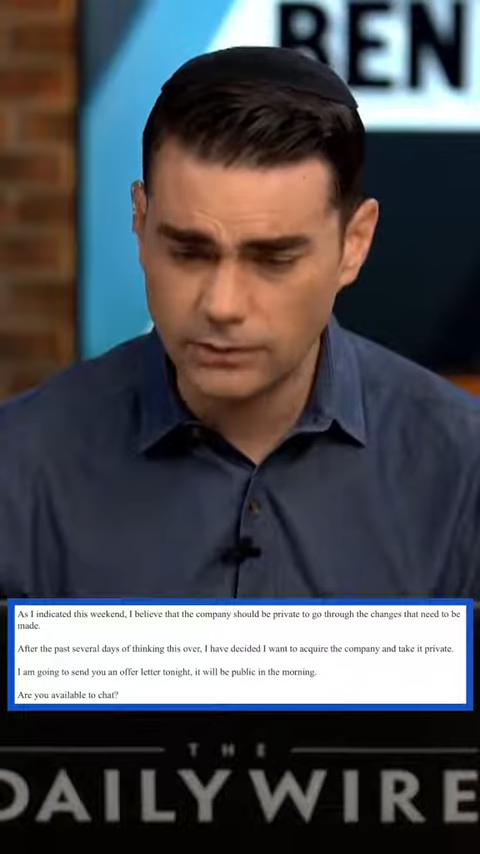 BEN
As I indicated this weekend, I believe that the company should be private to go through the changes that need to be
made.
After the past several days of thinking this over, I have decided I want to acquire the company and take it private.
I am going to send you an offer letter tonight, it will be public in the morning.
Are you available to chat?
THE
DAILY WIRE